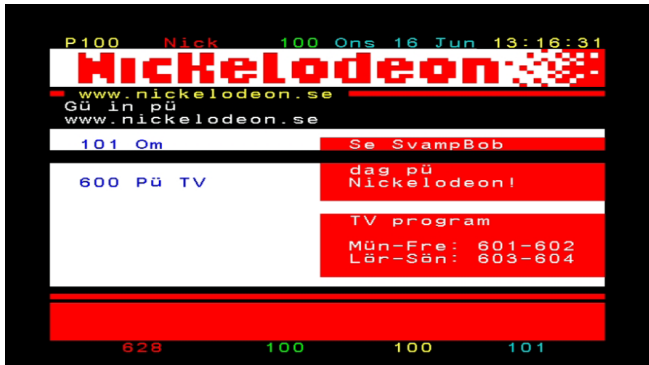 P100 Nick 100 Ons 16 Jun 13:16:31
Nickelodeon
www.nickelodeon.se
Gü in pü
www.nickelodeon.se
101 Om
Se SvampBob
dag pü
600 Pü TV
Nickelodeon!
TV program
Mün-Fre: 601-602
Lör-Sön: 603-604
628 100 100 101